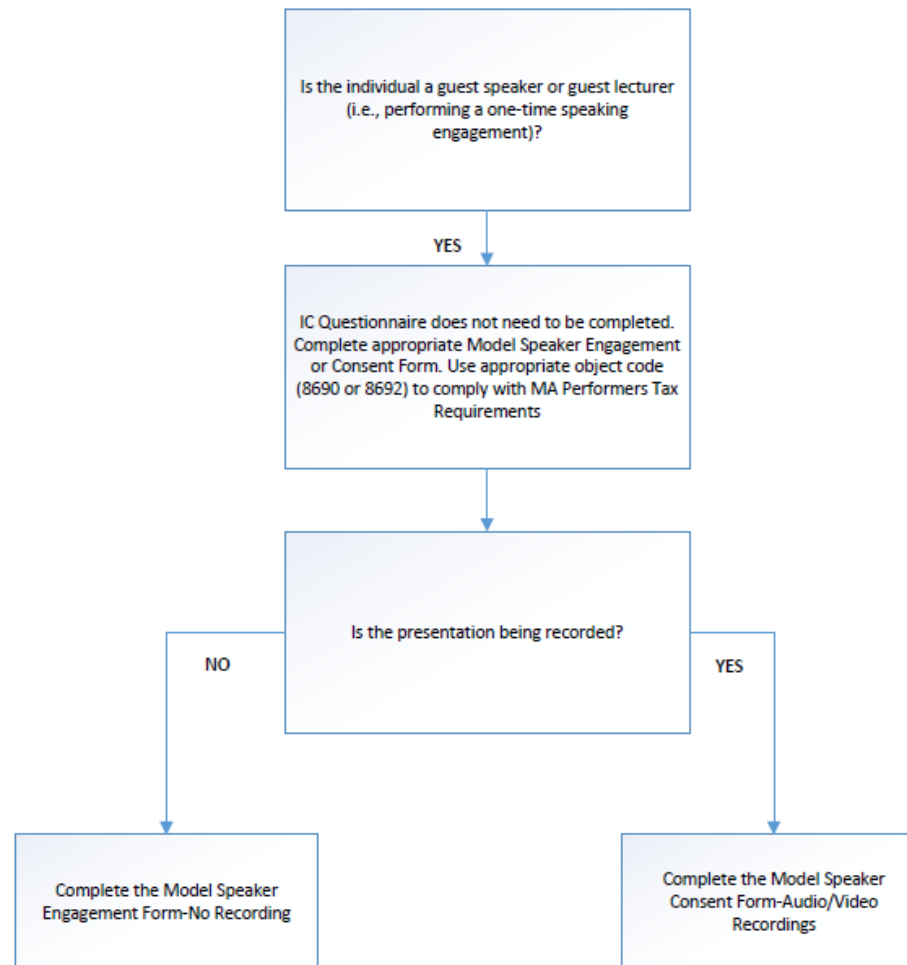 Is the individual a guest speaker or guest lecturer
(i.e., performing a one-time speaking
engagement)?
YES
IC Questionnaire does not need to be completed.
Complete appropriate Model Speaker Engagement
or Consent Form. Use appropriate object code
(8690 or 8692) to comply with MA Performers Tax
Requirements
Is the presentation being recorded?
NO
YES
Complete the Model Speaker
Engagement Form-No Recording
Complete the Model Speaker
Consent Form-Audio/Video
Recordings